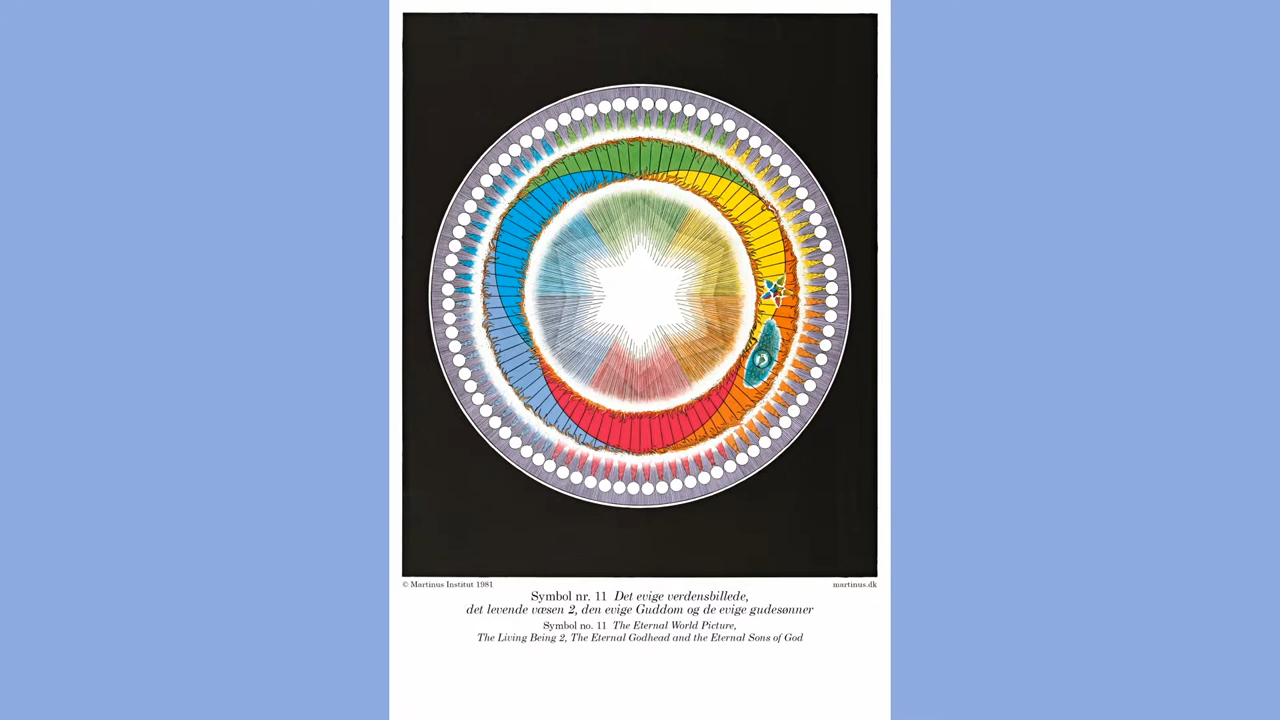 © Martinus Institut 1981
martinus.dk
Symbol nr. 11 Det evige verdensbillede,
det levende væsen 2, den evige Guddom og de evige gudesønner
Symbol no. 11 The Eternal World Picture,
The Living Being 2, The Eternal Godhead and the Eternal Sons of God